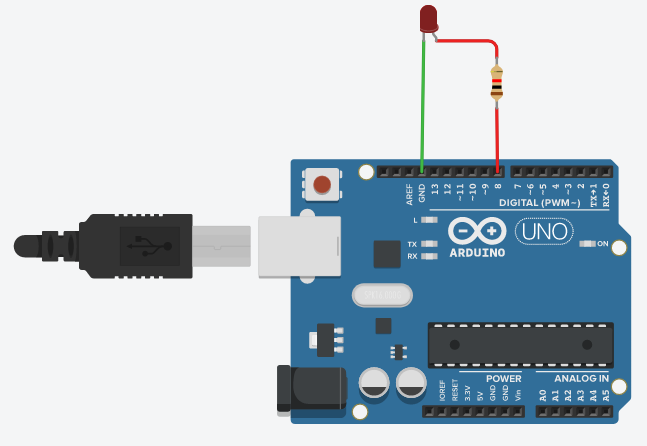 AREF
GND
13
12
~11
~10
~9
8
7
~6
~5
4
~3
2
TX→1
RX←0
DIGITAL (PWM~)
L
TX
RX
ARDUINO
UNO
ON
POWER
ANALOG IN
IOREF
RESET
3.3V
5V
GND
GND
Vin
A0
A1
A2
A3
A4
A5